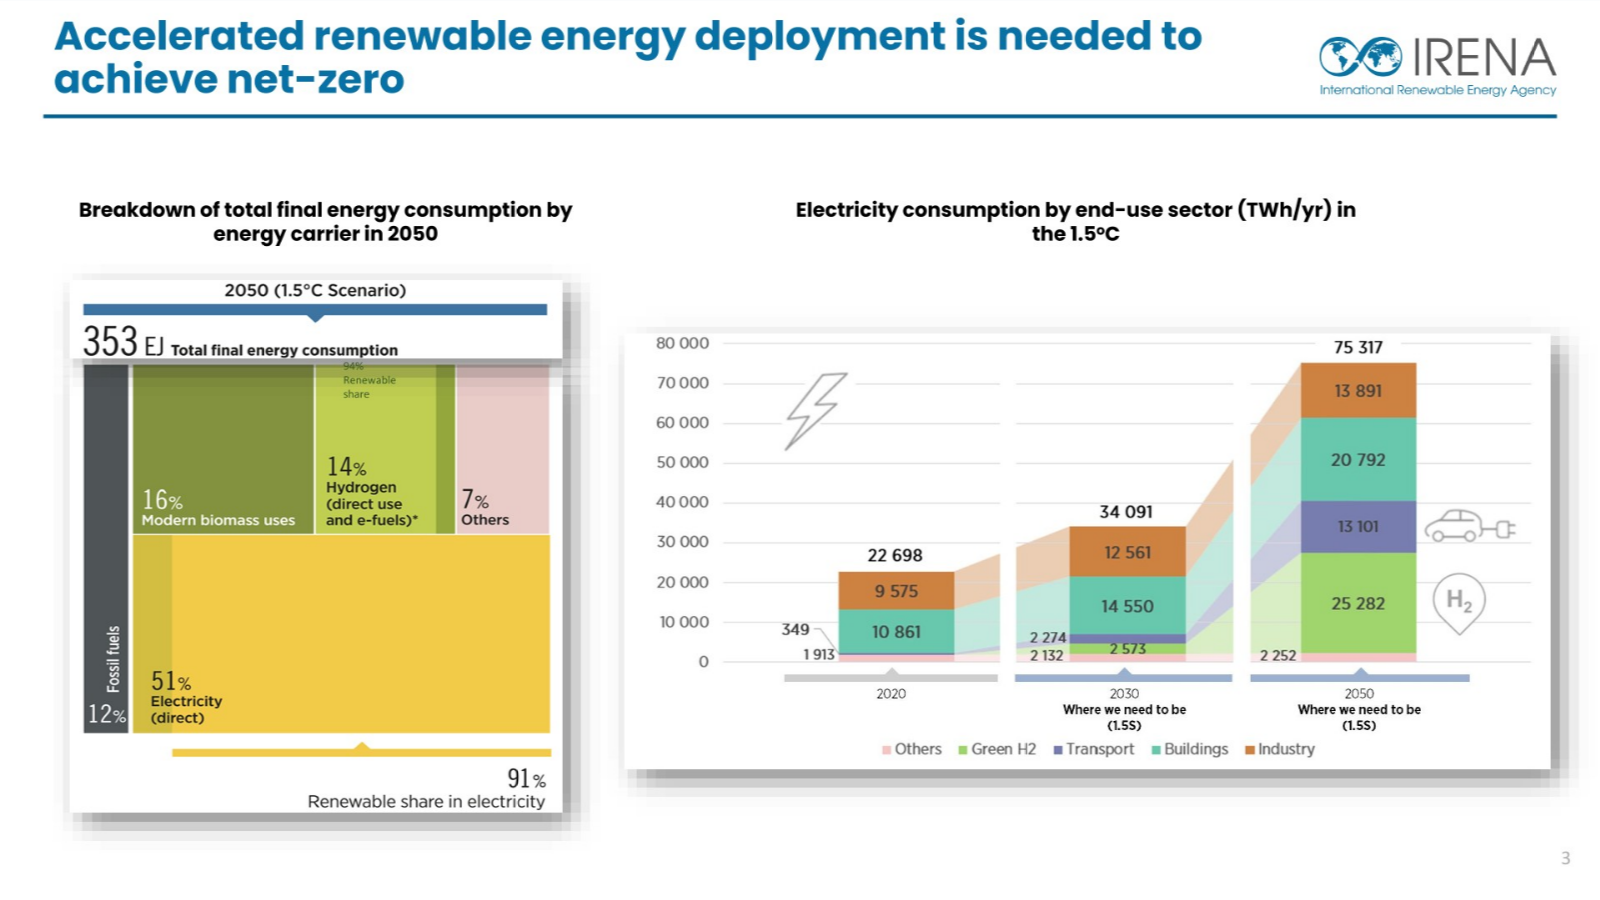 Accelerated renewable energy deployment is needed to
achieve net-zero
IRENA
International Renewable Energy Agency
Breakdown of total final energy consumption by
energy carrier in 2050
2050 (1.5°C Scenario)
353 EJ Total final energy consumption
94%
Renewable
share
14%
Hydrogen
(direct use
and e-fuels)*
16%
Modern biomass uses
7%
Others
Fossil fuels
12%
51%
Electricity
(direct)
91%
Renewable share in electricity
Electricity consumption by end-use sector (TWh/yr) in
the 1.5°C
80 000
70 000
60 000
50 000
40 000
30 000
20 000
10 000
0
22 698
9 575
10 861
349
1 913
34 091
12 561
14 550
2 274
2 573
2 132
75 317
13 891
20 792
13 101
25 282
2 252
H2
2020
2030
Where we need to be
(1.5S)
2050
Where we need to be
(1.5S)
Others Green H2 Transport Buildings Industry
3